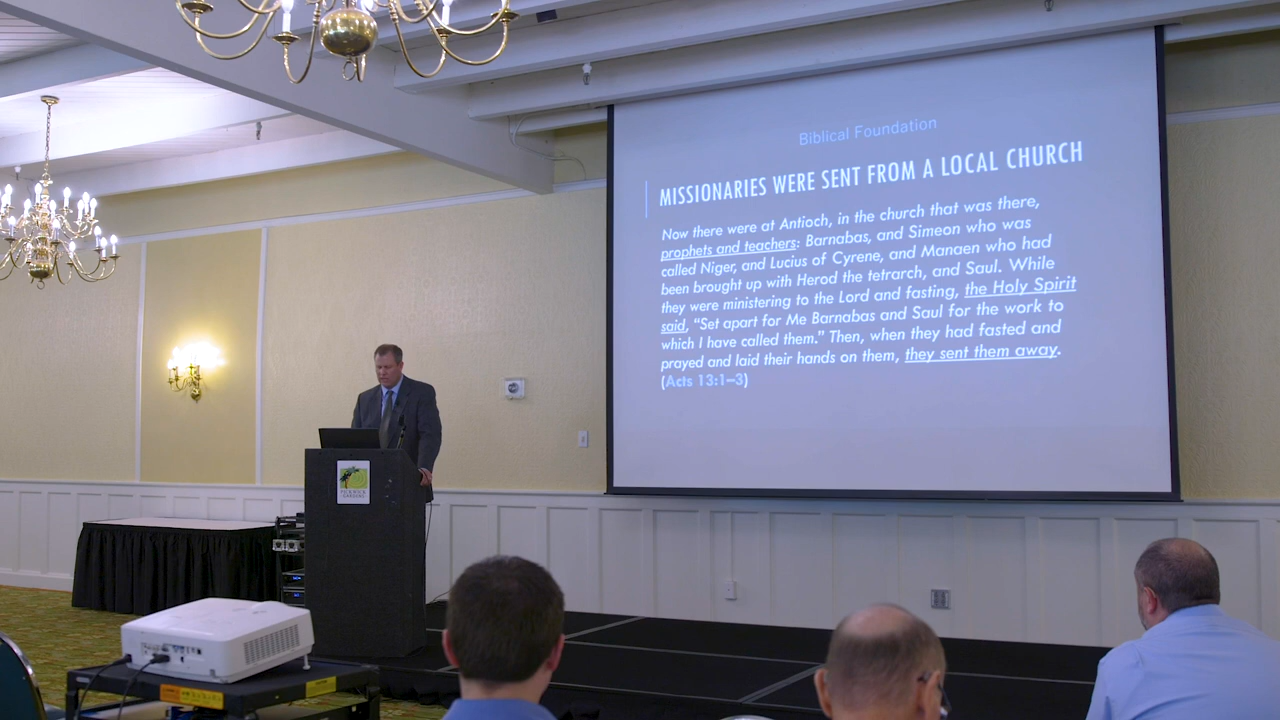 Biblical Foundation
MISSIONARIES WERE SENT FROM A LOCAL CHURCH
Now there were at Antioch, in the church that was there,
prophets and teachers: Barnabas, and Simeon who was
called Niger, and Lucius of Cyrene, and Manaen who had
been brought up with Herod the tetrarch, and Saul. While
they were ministering to the Lord and fasting, the Holy Spirit
said, “Set apart for Me Barnabas and Saul for the work to
which I have called them.” Then, when they had fasted and
prayed and laid their hands on them, they sent them away.
(Acts 13:1–3)
PICKWICK
GARDENS